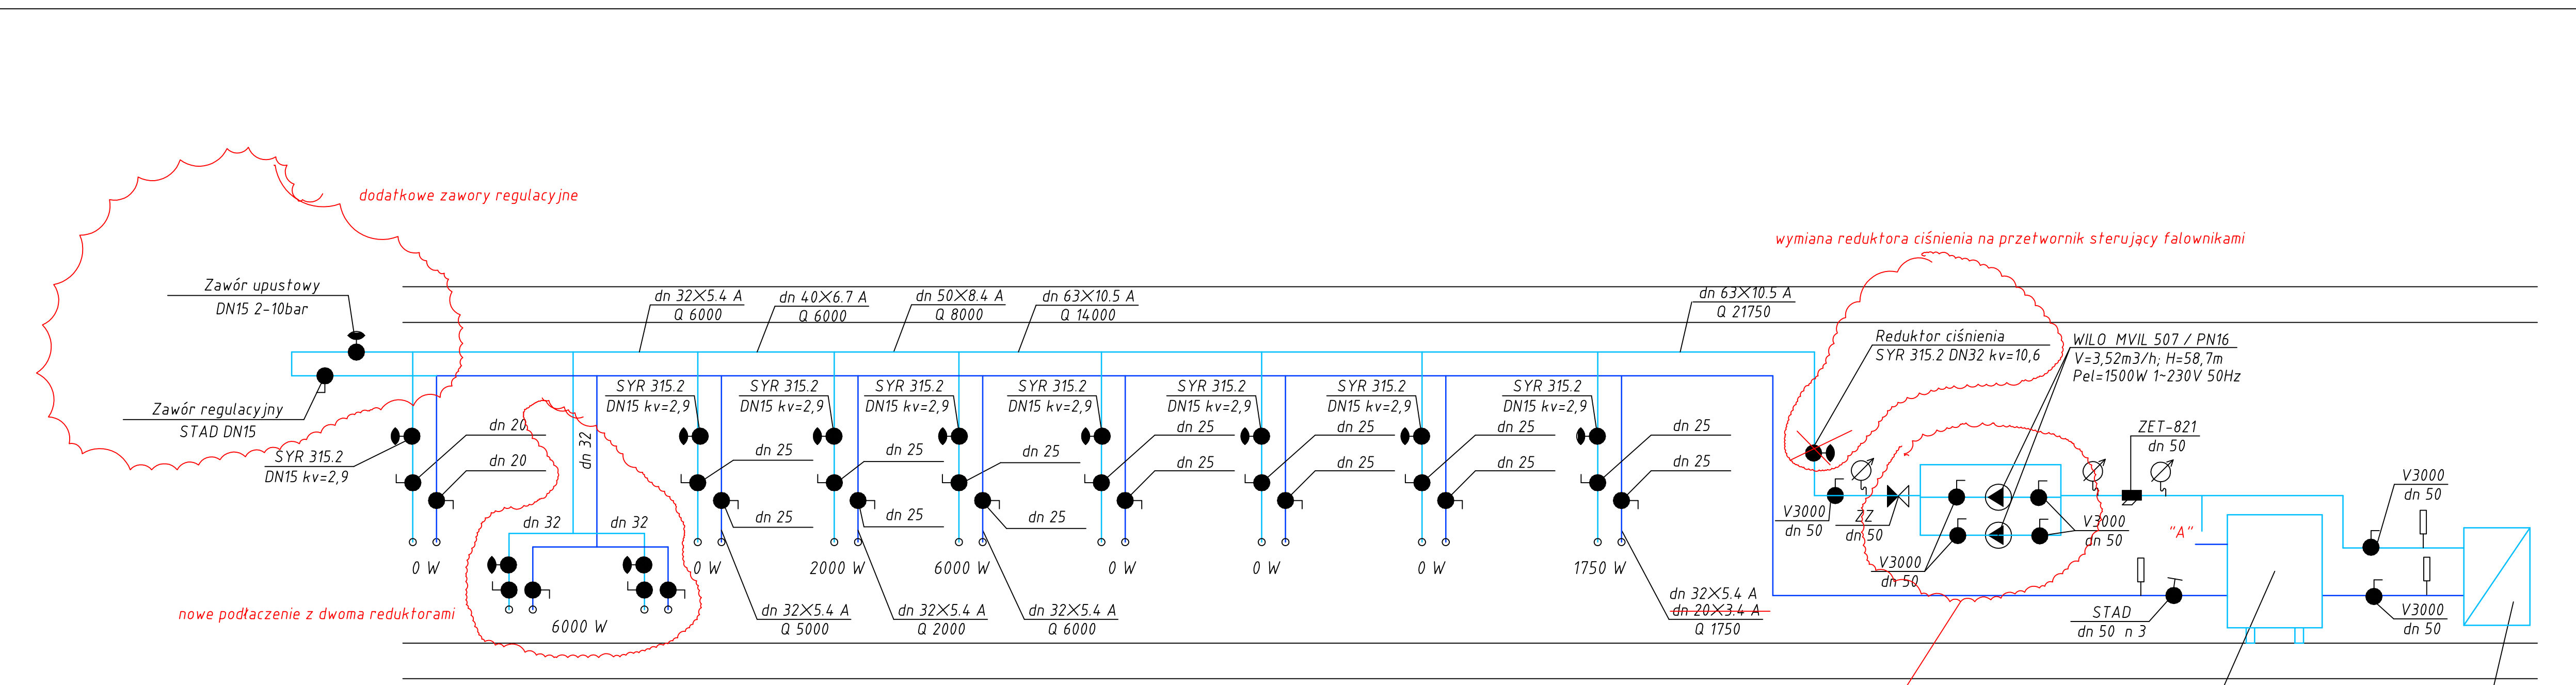 dodatkowe zawory regulacyjne
wymiana reduktora ciśnienia na przetwornik sterujący falownikami
Zawór upustowy
DN15 2-10bar
dn 32X5.4 A
Q 6000
dn 40X6.7 A
Q 6000
dn 50X8.4 A
Q 8000
dn 63X10.5 A
Q 14000
dn 63X10.5 A
Q 21750
Reduktor ciśnienia
SYR 315.2 DN32 kv=10,6
WILO MVIL 507 / PN16
V=3,52m3/h; H=58,7m
Pel=1500W 1~230V 50Hz
Zawór regulacyjny
STAD DN15
SYR 315.2
DN15 kv=2,9
SYR 315.2
DN15 kv=2,9
SYR 315.2
DN15 kv=2,9
SYR 315.2
DN15 kv=2,9
SYR 315.2
DN15 kv=2,9
SYR 315.2
DN15 kv=2,9
SYR 315.2
DN15 kv=2,9
SYR 315.2
DN15 kv=2,9
dn 20
dn 20
dn 32
dn 25
dn 25
dn 25
dn 25
dn 25
dn 25
dn 25
dn 25
dn 25
dn 25
dn 25
dn 25
dn 25
dn 25
ZET-821
dn 50
V3000
dn 50
V3000
dn 50
ZZ
dn 50
V3000
dn 50
"A"
V3000
dn 50
dn 32
dn 32
0 W
0 W
2000 W
6000 W
0 W
0 W
0 W
1750 W
nowe podłaczenie z dwoma reduktorami
6000 W
dn 32X5.4 A
Q 5000
dn 32X5.4 A
Q 2000
dn 32X5.4 A
Q 6000
dn 32X5.4 A
dn 20X3.4 A
Q 1750
STAD
dn 50 n 3
V3000
dn 50